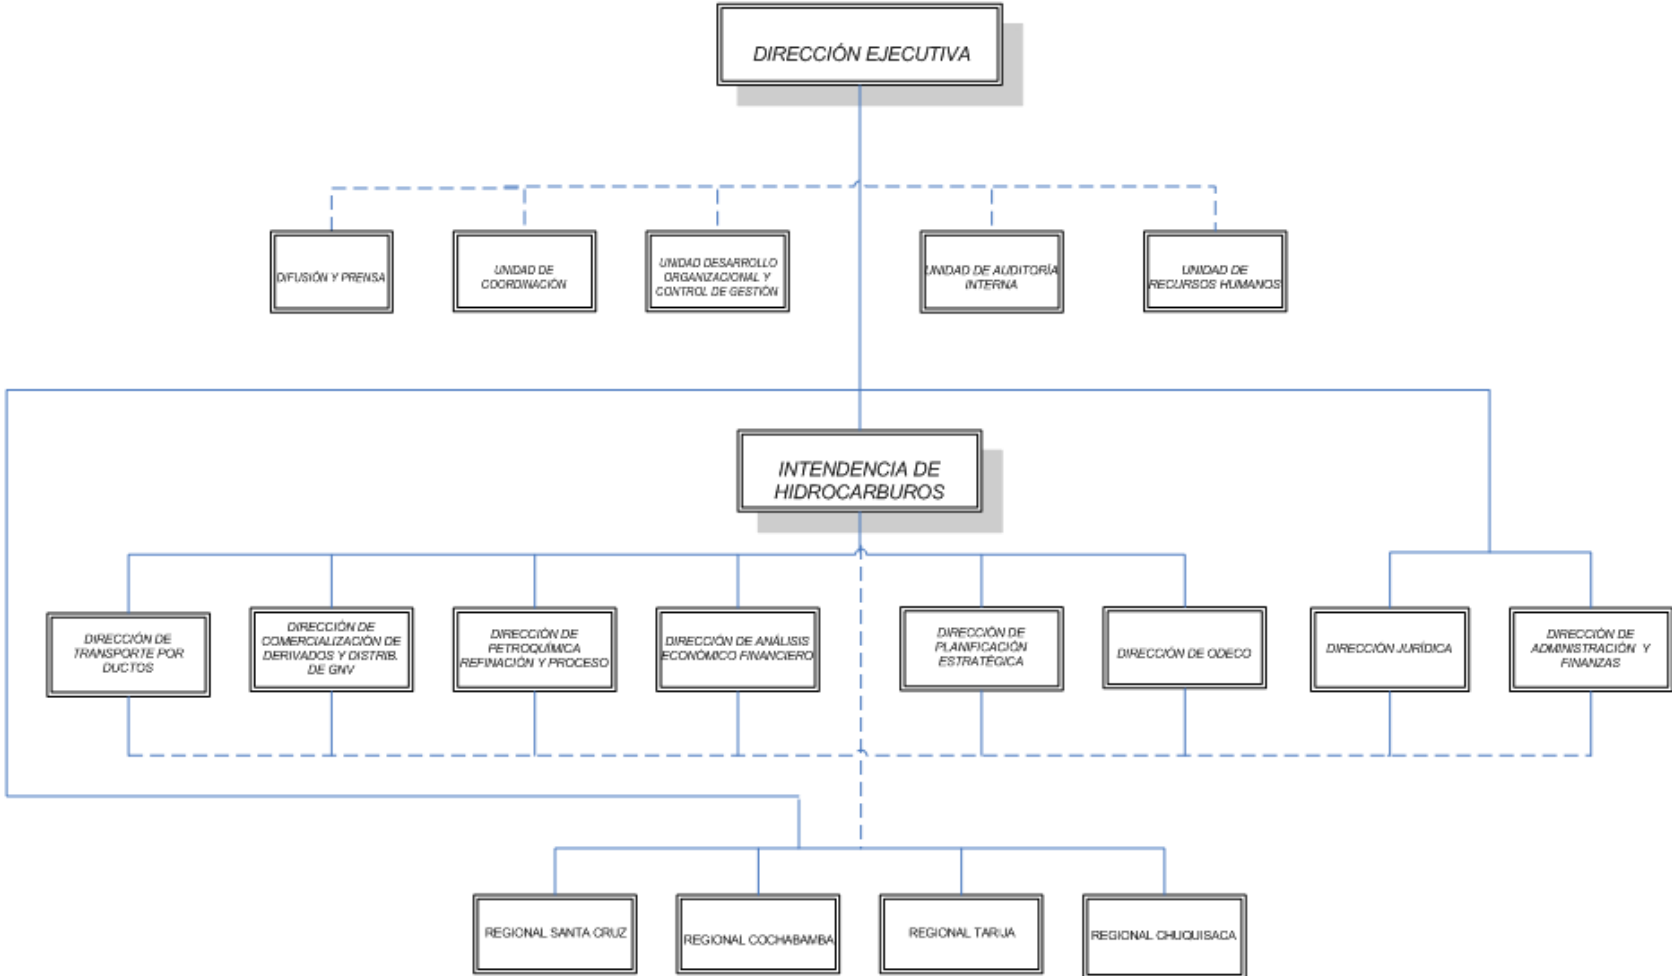 DIRECCIÓN EJECUTIVA
DIFUSIÓN Y PRENSA
UNIDAD DE
COORDINACIÓN
UNIDAD DESARROLLO
ORGANIZACIONAL Y
CONTROL DE GESTIÓN
UNIDAD DE AUDITORÍA
INTERNA
UNIDAD DE
RECURSOS HUMANOS
INTENDENCIA DE
HIDROCARBUROS
DIRECCIÓN DE
TRANSPORTE POR
DUCTOS
DIRECCIÓN DE
COMERCIALIZACIÓN DE
DERIVADOS Y DISTRIB.
DE GNV
DIRECCIÓN DE
PETROQUÍMICA
REFINACIÓN Y PROCESO
DIRECCIÓN DE ANÁLISIS
ECONÓMICO FINANCIERO
DIRECCIÓN DE
PLANIFICACIÓN
ESTRATÉGICA
DIRECCIÓN DE ODECO
DIRECCIÓN JURÍDICA
DIRECCIÓN DE
ADMINISTRACIÓN Y
FINANZAS
REGIONAL SANTA CRUZ
REGIONAL COCHABAMBA
REGIONAL TARIJA
REGIONAL CHUQUISACA